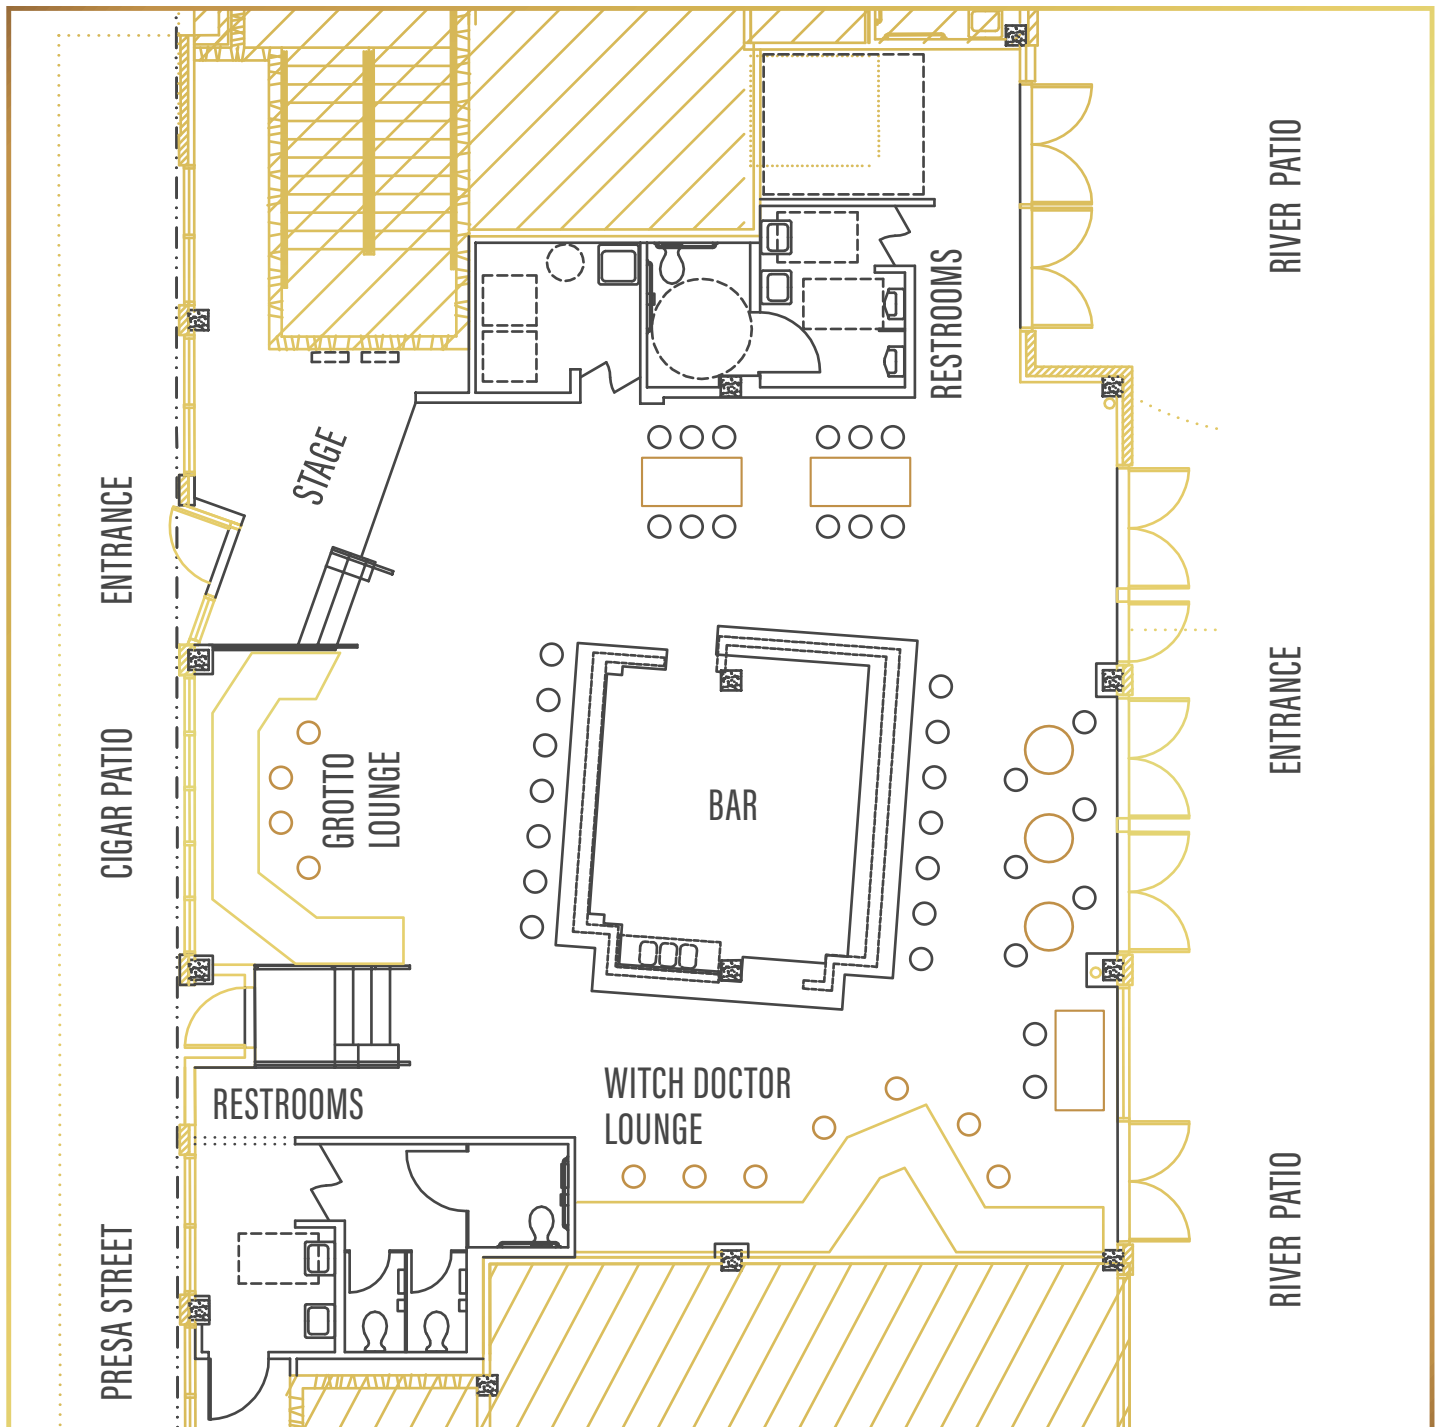 RIVER PATIO
RESTROOMS
STAGE
ENTRANCE
ENTRANCE
CIGAR PATIO
GROTTO
LOUNGE
BAR
WITCH DOCTOR
LOUNGE
RESTROOMS
PRESA STREET
RIVER PATIO